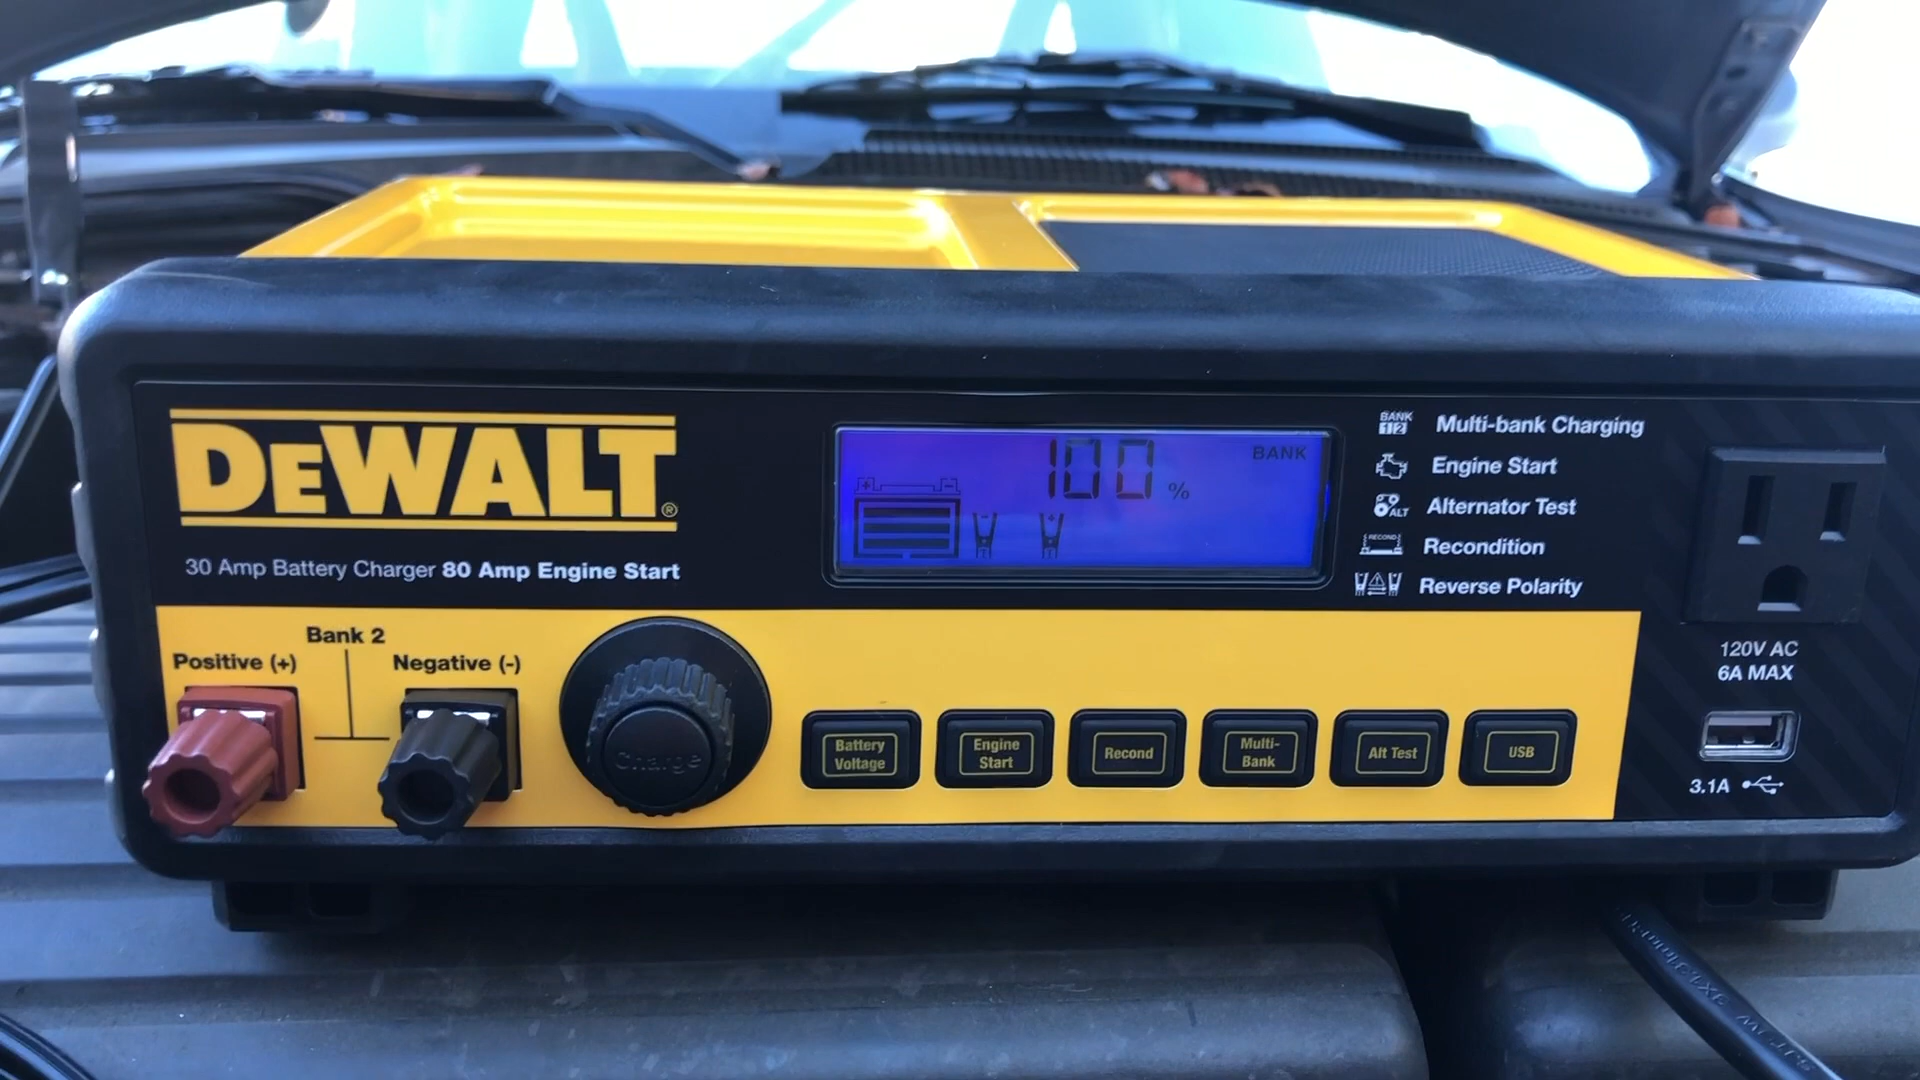 DEWALT®
30 Amp Battery Charger 80 Amp Engine Start
100 %
BANK
BANK
1 2
Multi-bank Charging
Engine Start
ALT
Alternator Test
RECOND
Recondition
Reverse Polarity
120V AC
6A MAX
3.1A
Bank 2
Positive (+)
Negative (-)
Charge
Battery
Voltage
Engine
Start
Recond
Multi-
Bank
Alt Test
USB